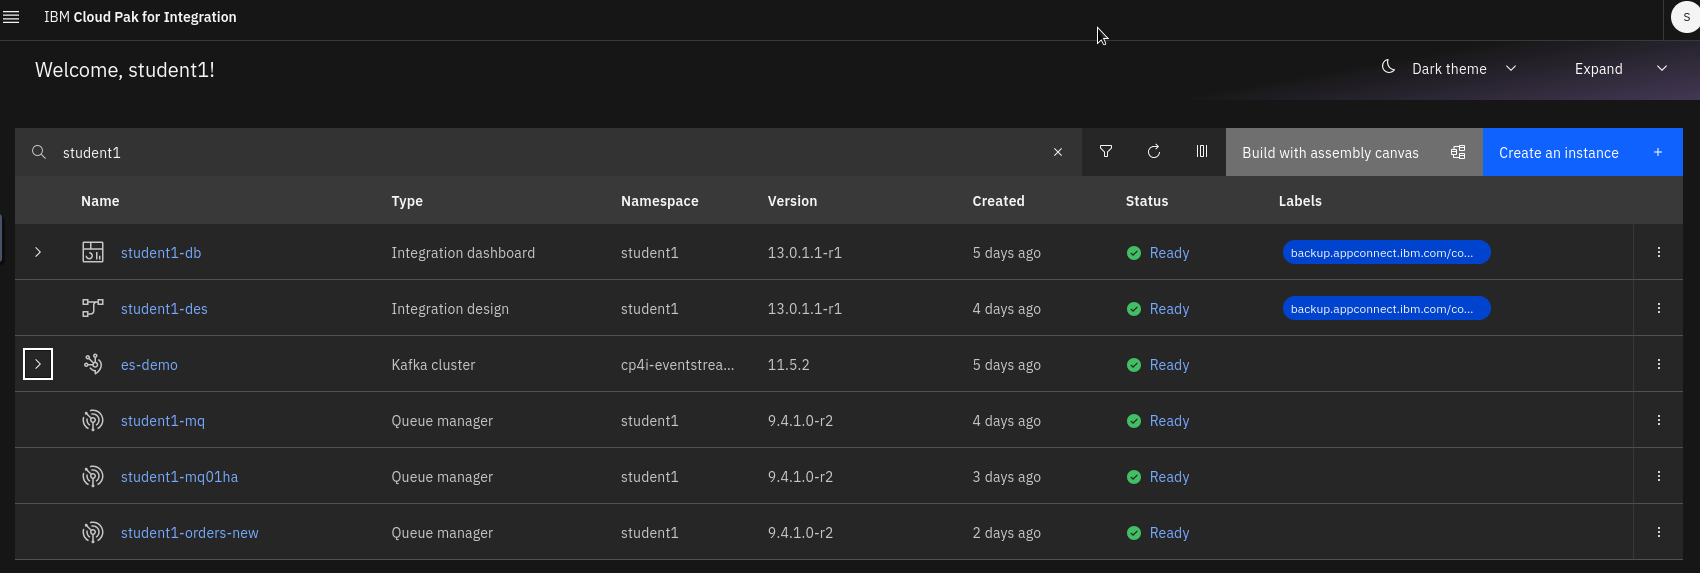 IBM Cloud Pak for Integration S
Welcome, student1! Dark theme Expand
student1 Build with assembly canvas Create an instance +
Name Type Namespace Version Created Status Labels
student1-db Integration dashboard student1 13.0.1.1-r1 5 days ago Ready backup.appconnect.ibm.com/co...
student1-des Integration design student1 13.0.1.1-r1 4 days ago Ready backup.appconnect.ibm.com/co...
es-demo Kafka cluster cp4i-eventstrea... 11.5.2 5 days ago Ready
student1-mq Queue manager student1 9.4.1.0-r2 4 days ago Ready
student1-mq01ha Queue manager student1 9.4.1.0-r2 3 days ago Ready
student1-orders-new Queue manager student1 9.4.1.0-r2 2 days ago Ready